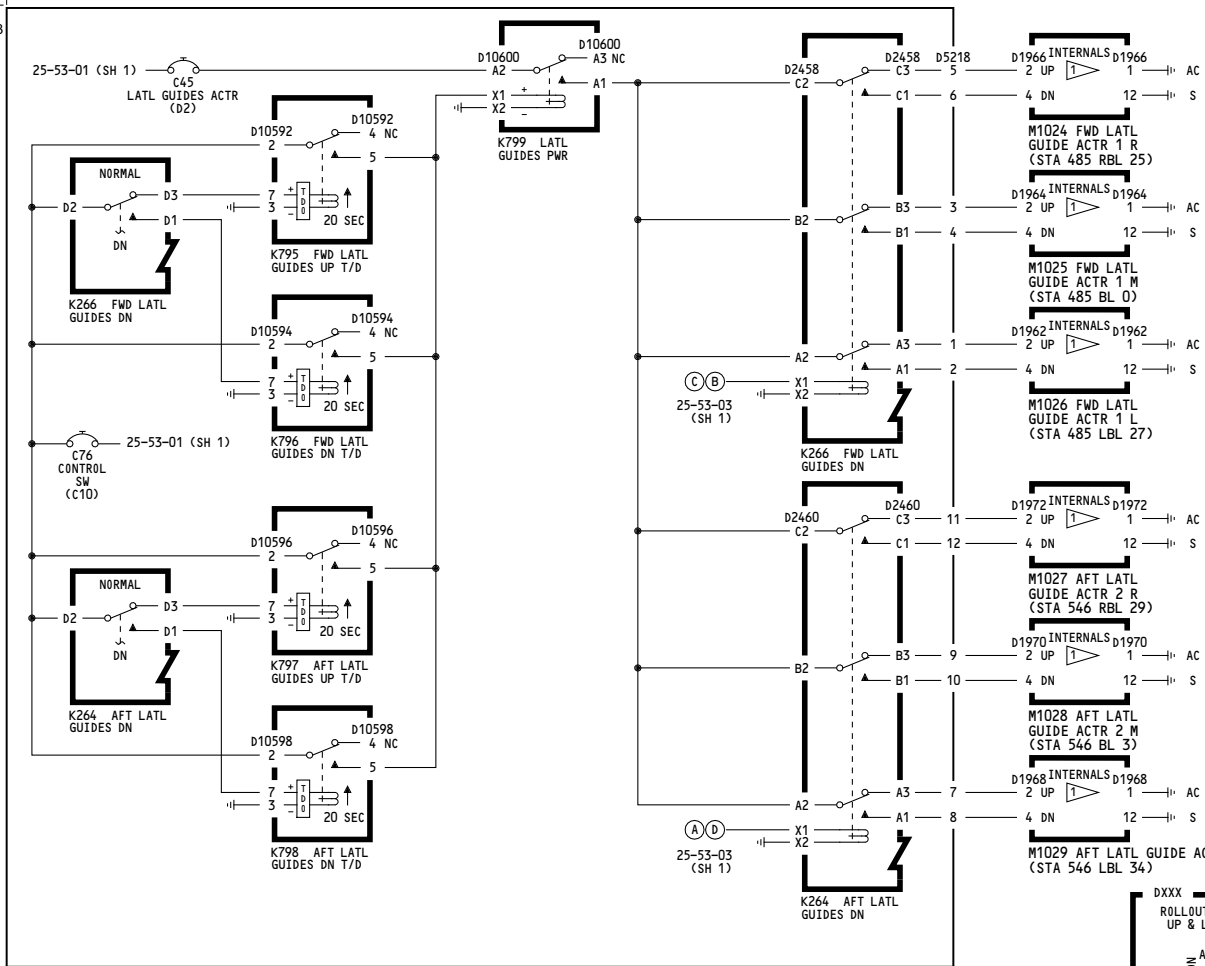 25-53-01 (SH 1)
C45
LATL GUIDES ACTR
(D2)
D10600
A2
D10600
A3 NC
A1
X1 +
X2 –
K799 LATL
GUIDES PWR
D10592
2
D10592
4 NC
5
7 +
3 –
T
D
O
20 SEC
K795 FWD LATL
GUIDES UP T/D
NORMAL
D2
D3
D1
DN
K266 FWD LATL
GUIDES DN
D10594
2
D10594
4 NC
5
7 +
3 –
T
D
O
20 SEC
K796 FWD LATL
GUIDES DN T/D
C76
CONTROL
SW
(C10)
25-53-01 (SH 1)
D10596
2
D10596
4 NC
5
7 +
3 –
T
D
O
20 SEC
K797 AFT LATL
GUIDES UP T/D
NORMAL
D2
D3
D1
DN
K264 AFT LATL
GUIDES DN
D10598
2
D10598
4 NC
5
7 +
3 –
T
D
O
20 SEC
K798 AFT LATL
GUIDES DN T/D
D2458
C2
D2458
C3
C1
B2
B3
B1
A2
A3
A1
X1
X2
C B
25-53-03
(SH 1)
K266 FWD LATL
GUIDES DN
D5218
5
6
3
4
1
2
D2460
C2
D2460
C3
C1
B2
B3
B1
A2
A3
A1
X1
X2
A D
25-53-03
(SH 1)
K264 AFT LATL
GUIDES DN
11
12
9
10
7
8
D1966 INTERNALS D1966
2 UP 1 1 AC
4 DN 12 S
M1024 FWD LATL
GUIDE ACTR 1 R
(STA 485 RBL 25)
D1964 INTERNALS D1964
2 UP 1 1 AC
4 DN 12 S
M1025 FWD LATL
GUIDE ACTR 1 M
(STA 485 BL 0)
D1962 INTERNALS D1962
2 UP 1 1 AC
4 DN 12 S
M1026 FWD LATL
GUIDE ACTR 1 L
(STA 485 LBL 27)
D1972 INTERNALS D1972
2 UP 1 1 AC
4 DN 12 S
M1027 AFT LATL
GUIDE ACTR 2 R
(STA 546 RBL 29)
D1970 INTERNALS D1970
2 UP 1 1 AC
4 DN 12 S
M1028 AFT LATL
GUIDE ACTR 2 M
(STA 546 BL 3)
D1968 INTERNALS D1968
2 UP 1 1 AC
4 DN 12 S
M1029 AFT LATL GUIDE AC
(STA 546 LBL 34)
DXXX
ROLLOUT
UP & L